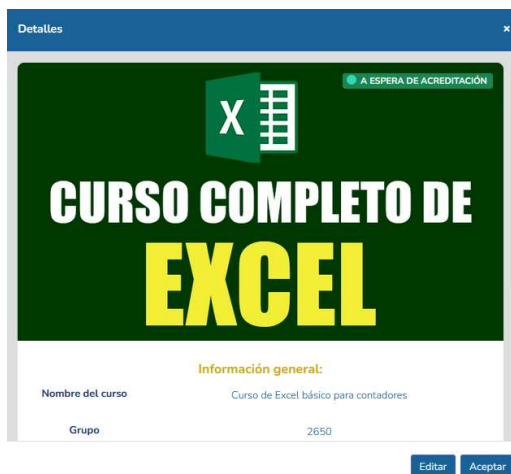 Detalles
×
A ESPERA DE ACREDITACIÓN
X
CURSO COMPLETO DE
EXCEL
Información general:
Nombre del curso Curso de Excel básico para contadores
Grupo 2650
Editar Aceptar